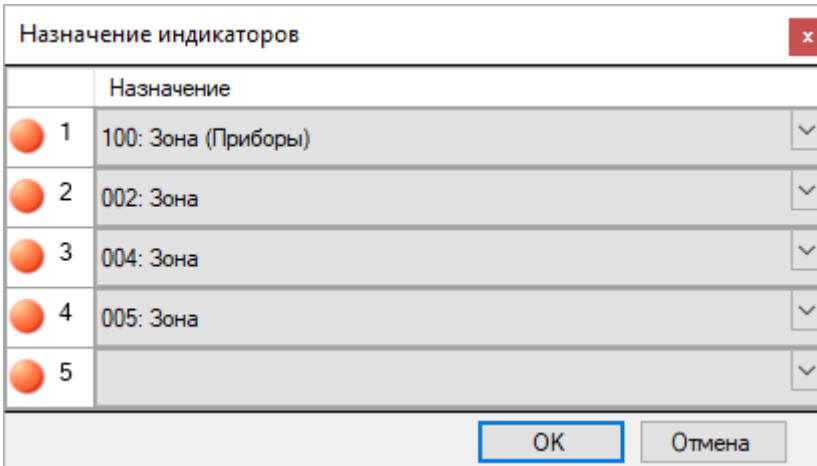 Назначение индикаторов
x
Назначение
1 100: Зона (Приборы)
2 002: Зона
3 004: Зона
4 005: Зона
5
OK Отмена